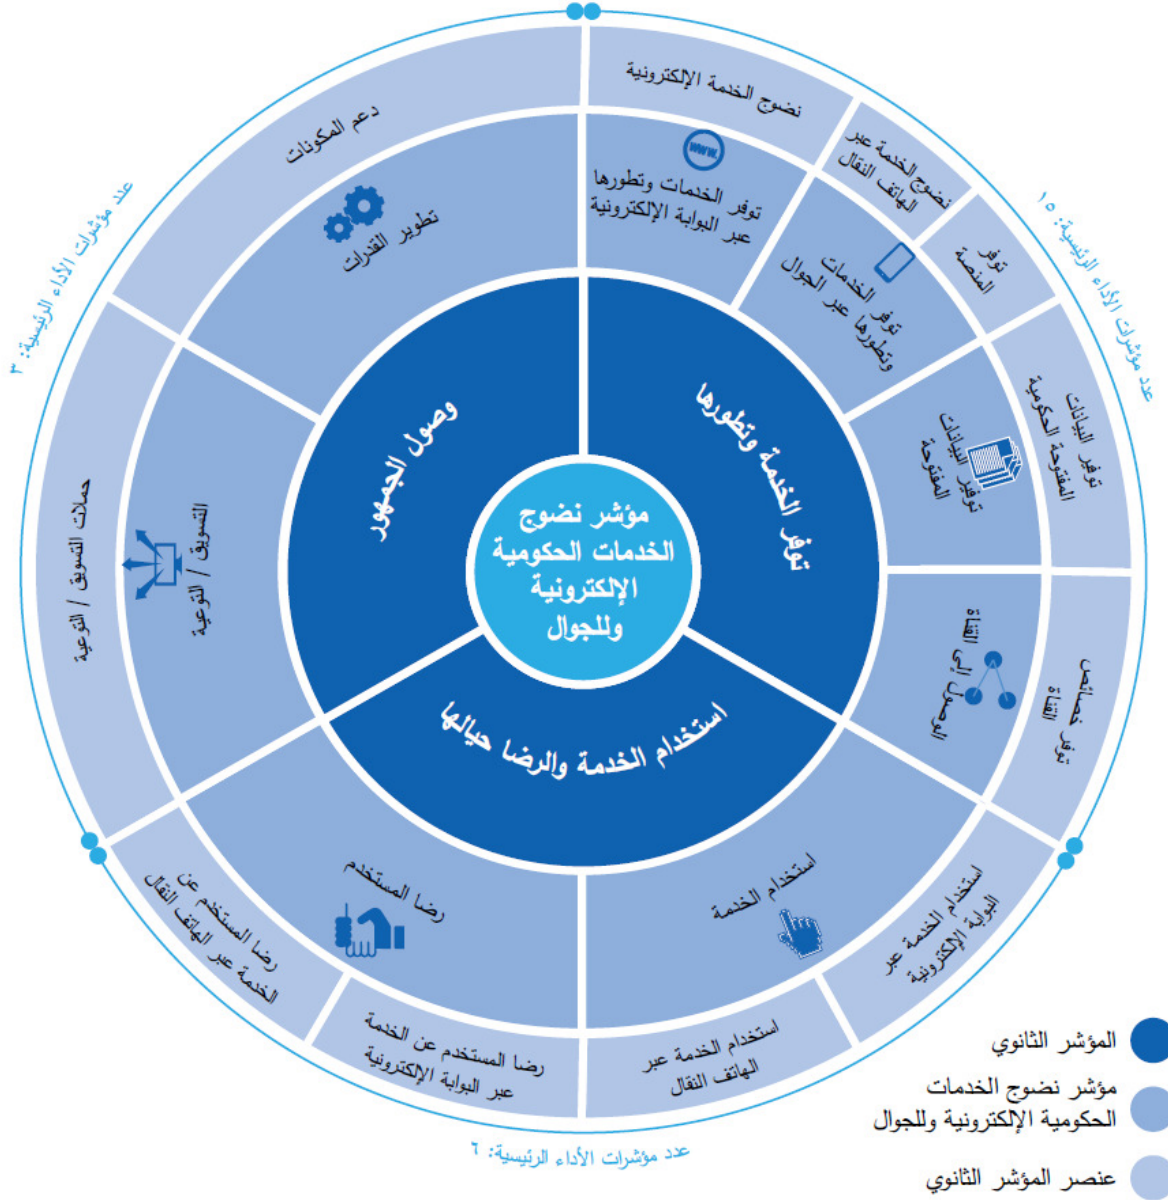 مؤشر نضوج
الخدمات الحكومية
الإلكترونية
وللجوال
توفر الخدمة وتطورها
استخدام الخدمة والرضا حيالها
وصول الجمهور
www.
توفر الخدمات وتطورها
عبر البوابة الإلكترونية
توفر الخدمات
وتطورها عبر الجوال
توفير البيانات
المفتوحة
الوصول إلى القناة
استخدام الخدمة
رضا المستخدم
التسويق / التوعية
تطوير القدرات
نضوج الخدمة الإلكترونية
نضوج الخدمة عبر
الهاتف النقال
توفر
المنصة
توفير البيانات
المفتوحة الحكومية
توفر خصائص
القناة
استخدام الخدمة عبر
البوابة الإلكترونية
استخدام الخدمة عبر
الهاتف النقال
رضا المستخدم عن الخدمة
عبر البوابة الإلكترونية
رضا المستخدم عن
الخدمة عبر الهاتف النقال
حملات التسويق / التوعية
دعم المكونات
عدد مؤشرات الأداء الرئيسية: ١٥
عدد مؤشرات الأداء الرئيسية: ٦
عدد مؤشرات الأداء الرئيسية: ٣
المؤشر الثانوي
مؤشر نضوج الخدمات
الحكومية الإلكترونية وللجوال
عنصر المؤشر الثانوي